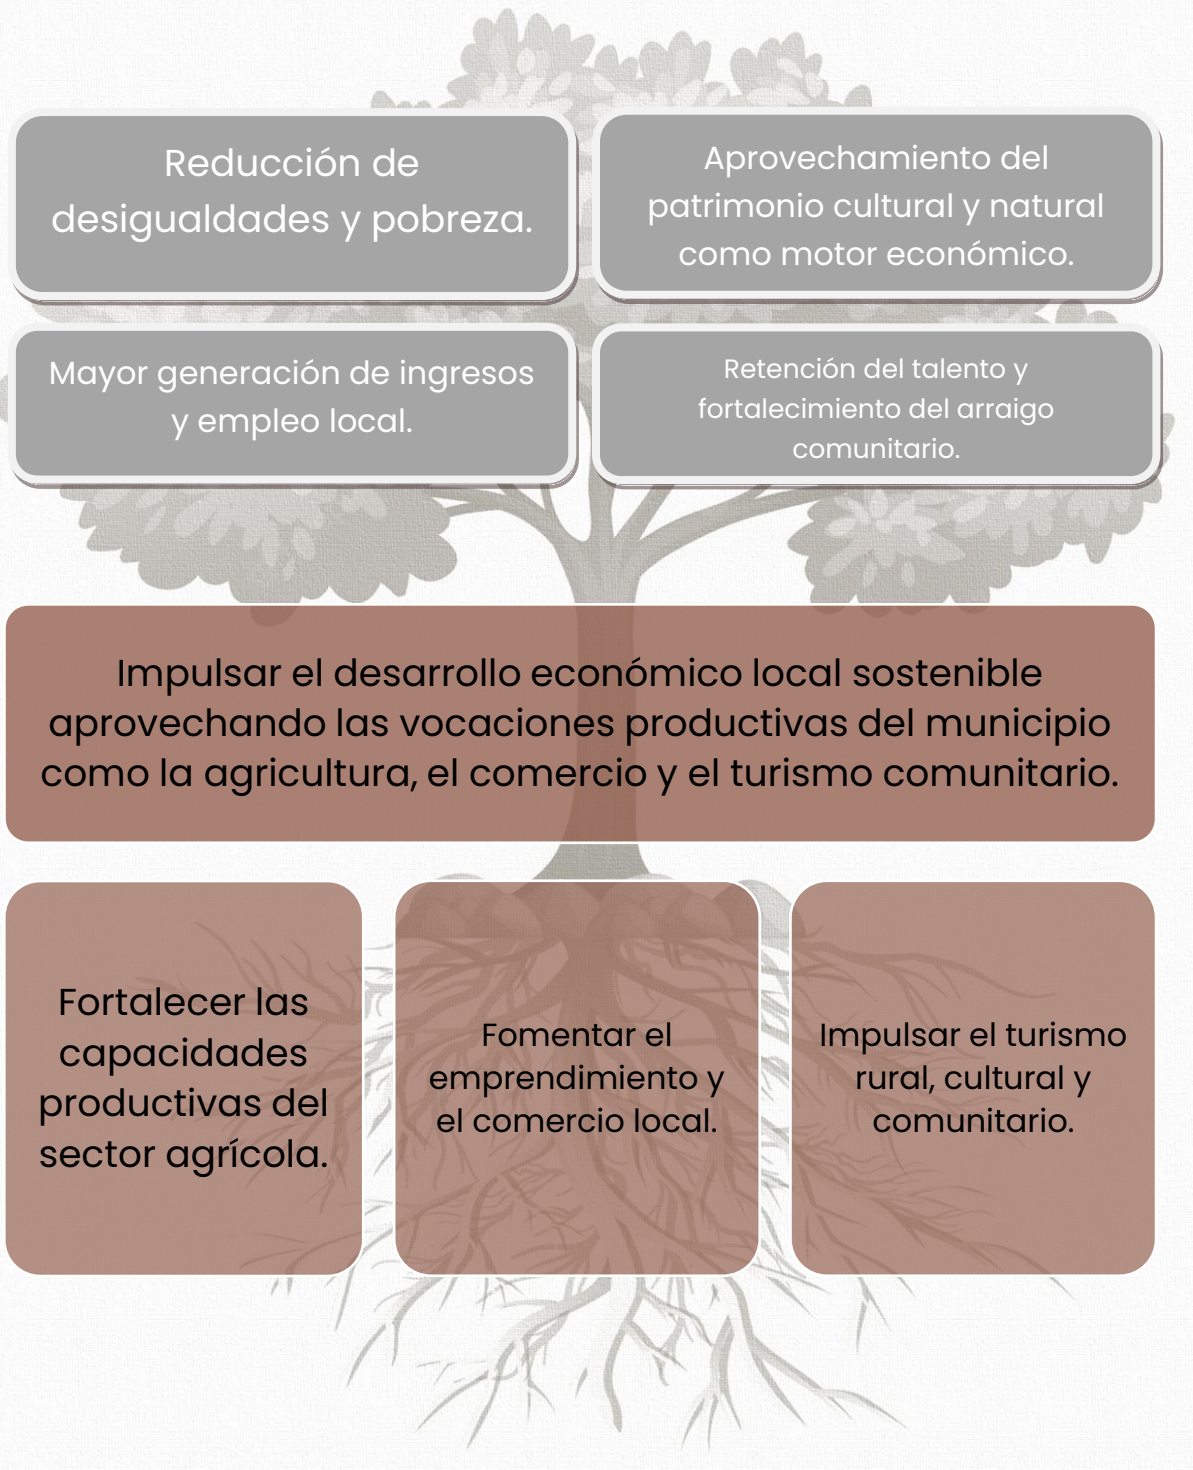 Reducción de
desigualdades y pobreza.
Aprovechamiento del
patrimonio cultural y natural
como motor económico.
Mayor generación de ingresos
y empleo local.
Retención del talento y
fortalecimiento del arraigo
comunitario.
Impulsar el desarrollo económico local sostenible
aprovechando las vocaciones productivas del municipio
como la agricultura, el comercio y el turismo comunitario.
Fortalecer las
capacidades
productivas del
sector agrícola.
Fomentar el
emprendimiento y
el comercio local.
Impulsar el turismo
rural, cultural y
comunitario.